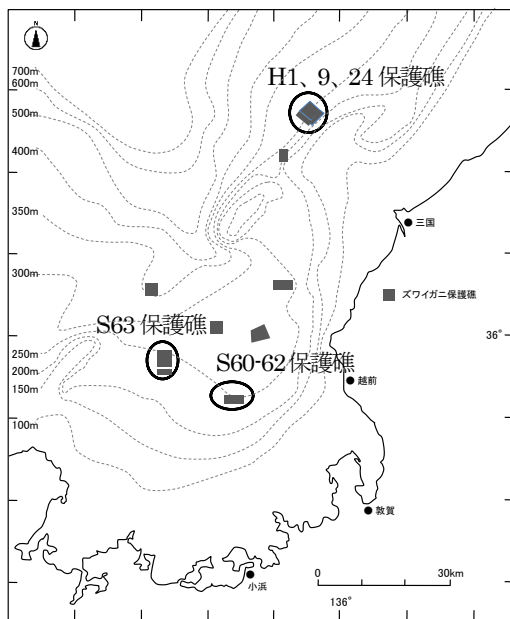 N
H1、9、24 保護礁
700m
600m
500m
400m
350m
三国
300m
ズワイガニ保護礁
S63 保護礁
36°
250m
S60-62 保護礁
200m
越前
150m
100m
敦賀
小浜
0 30km
136°